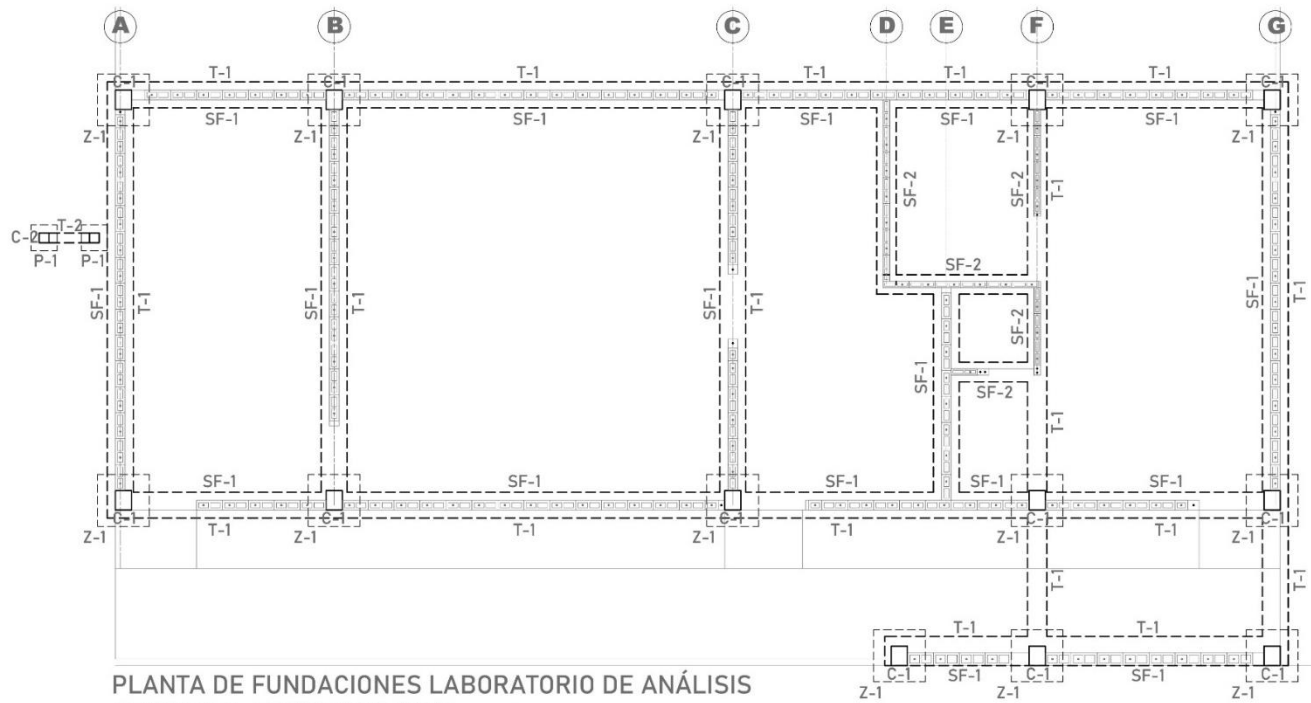 A B C D E F G
T-1 T-1 T-1 T-1 T-1
C-1 C-1 C-1 C-1 C-1
SF-1 SF-1 SF-1 SF-1 SF-1
Z-1 Z-1 Z-1 Z-1 Z-1
SF-2 SF-2 T-1
C-2 T-2
P-1 P-1
SF-2
SF-1 T-1 SF-1 T-1 SF-1 T-1 SF-1 T-1
SF-2
SF-1 SF-2
T-1
SF-1 SF-1 SF-1 SF-1 SF-1
C-1 C-1 C-1 C-1 C-1
T-1 T-1 T-1 T-1
Z-1 Z-1 Z-1 Z-1 Z-1
T-1 T-1
T-1 T-1
C-1 SF-1 C-1 SF-1 C-1
Z-1 Z-1 Z-1
PLANTA DE FUNDACIONES LABORATORIO DE ANÁLISIS